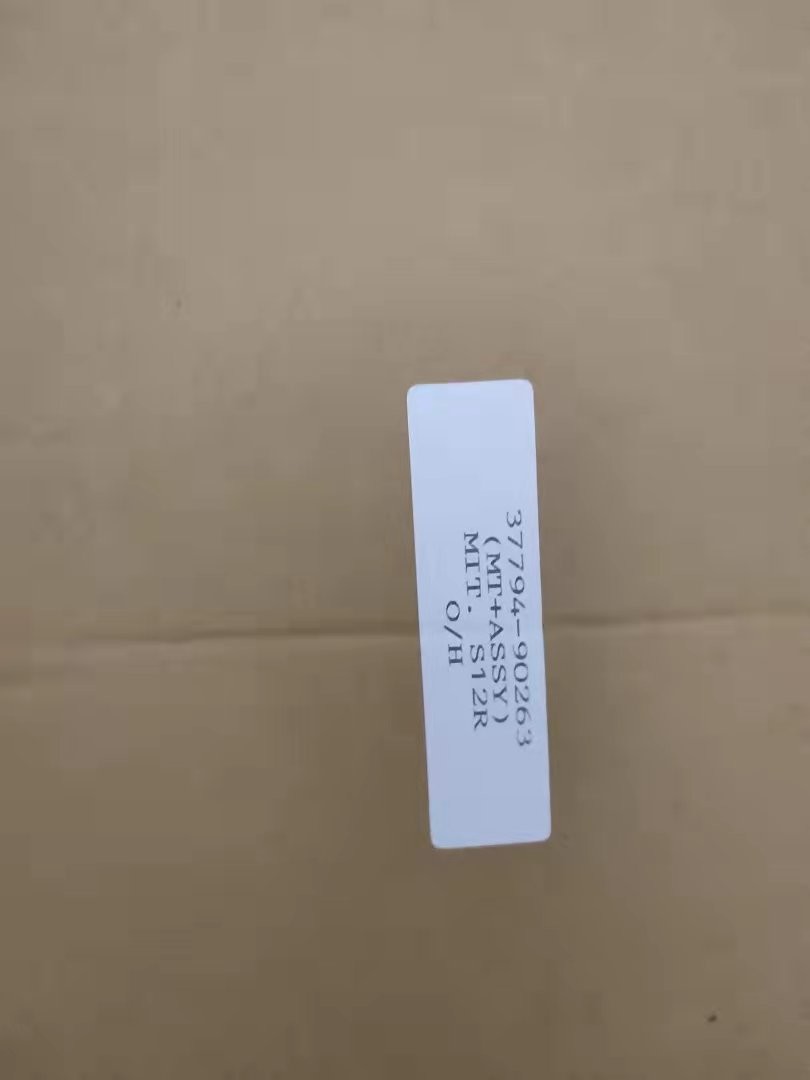 37794-90263
(MT+ASSY)
MIT. S12R
O/H